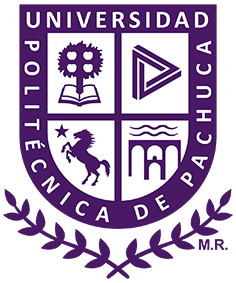 UNIVERSIDAD
POLITÉCNICA DE PACHUCA
M.R.